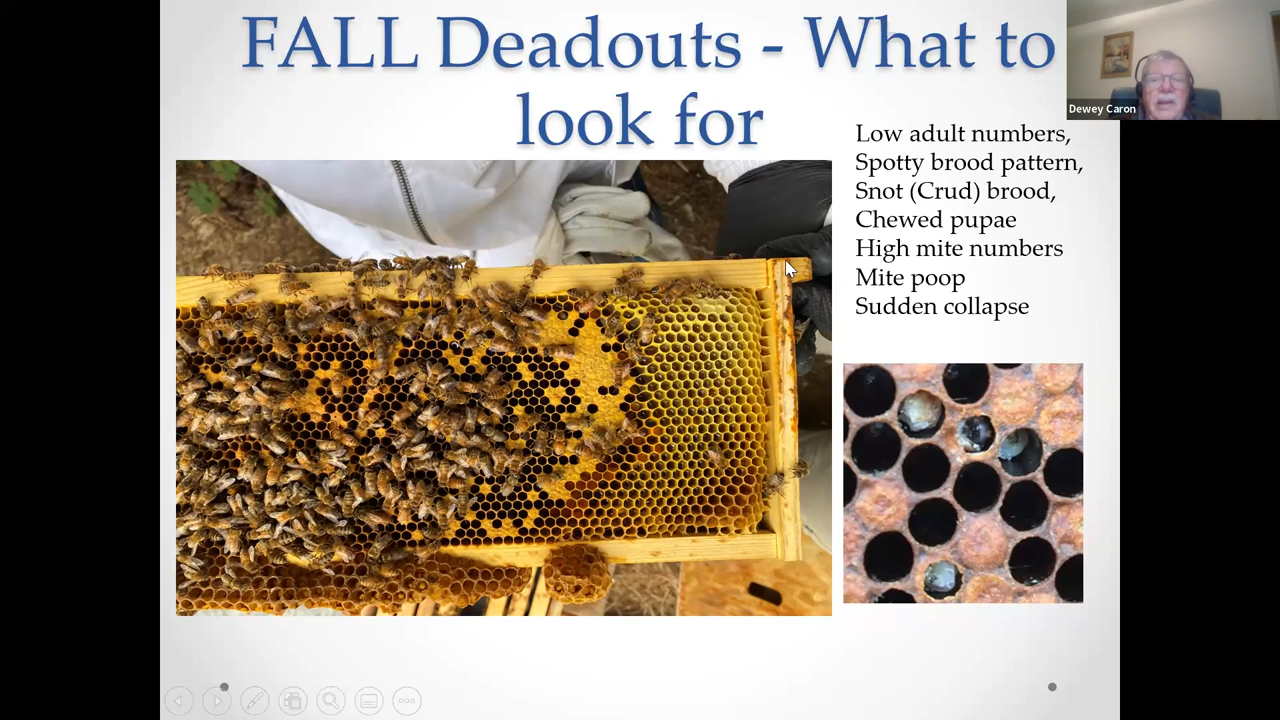 FALL Deadouts - What to
look for
Dewey Caron
Low adult numbers,
Spotty brood pattern,
Snot (Crud) brood,
Chewed pupae
High mite numbers
Mite poop
Sudden collapse